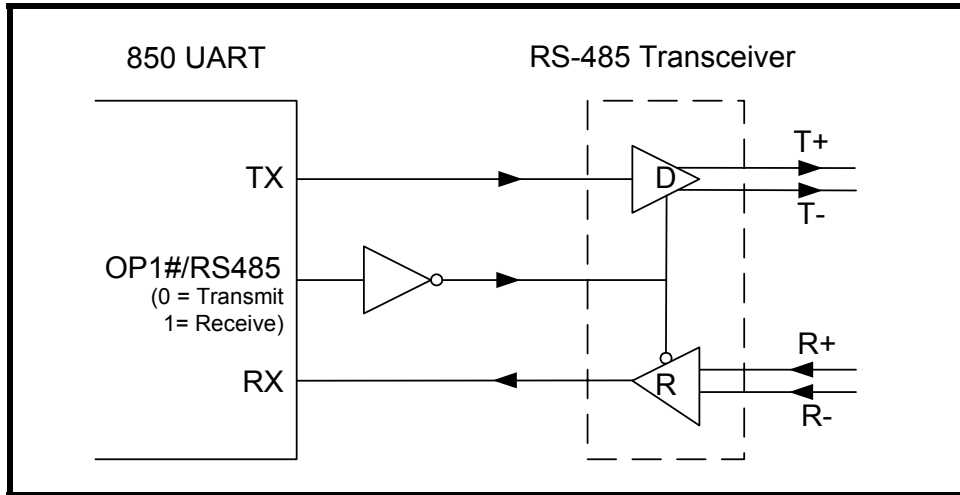 850 UART
RS-485 Transceiver
TX
D
T+
T-
OP1#/RS485
(0 = Transmit
1= Receive)
RX
R
R+
R-